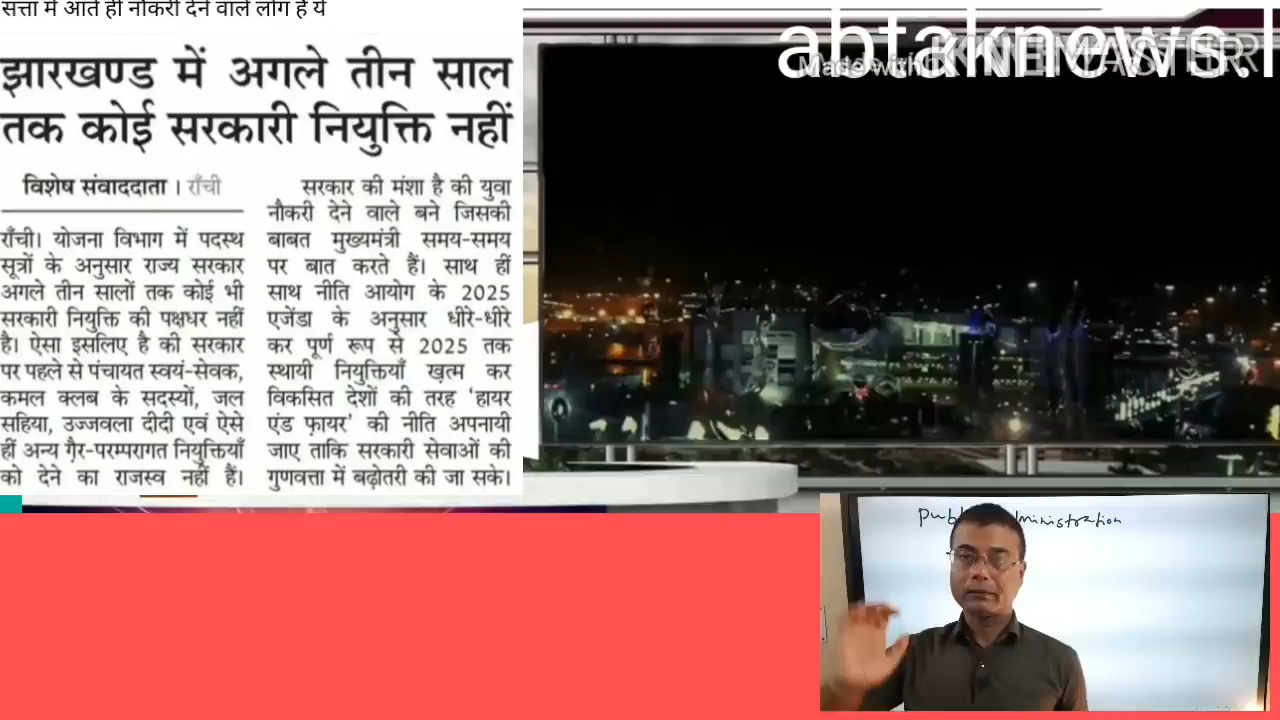 सत्ता में आते ही नौकरी देने वाले लोग हैं ये
झारखण्ड में अगले तीन साल
तक कोई सरकारी नियुक्ति नहीं
विशेष संवाददाता । राँची
राँची। योजना विभाग में पदस्थ
सूत्रों के अनुसार राज्य सरकार
अगले तीन सालों तक कोई भी
सरकारी नियुक्ति की पक्षधर नहीं
है। ऐसा इसलिए है की सरकार
पर पहले से पंचायत स्वयं-सेवक,
कमल क्लब के सदस्यों, जल
सहिया, उज्जवला दीदी एवं ऐसे
हीं अन्य ग़ैर-परम्परागत नियुक्तियाँ
को देने का राजस्व नहीं हैं।
सरकार की मंशा है की युवा
नौकरी देने वाले बने जिसकी
बाबत मुख्यमंत्री समय-समय
पर बात करते हैं। साथ हीं
साथ नीति आयोग के 2025
एजेंडा के अनुसार धीरे-धीरे
कर पूर्ण रूप से 2025 तक
स्थायी नियुक्तियाँ ख़त्म कर
विकसित देशों की तरह 'हायर
एंड फ़ायर' की नीति अपनायी
जाए ताकि सरकारी सेवाओं की
गुणवत्ता में बढ़ोतरी की जा सके।
abtaknews.l
Made with KINEMASTER